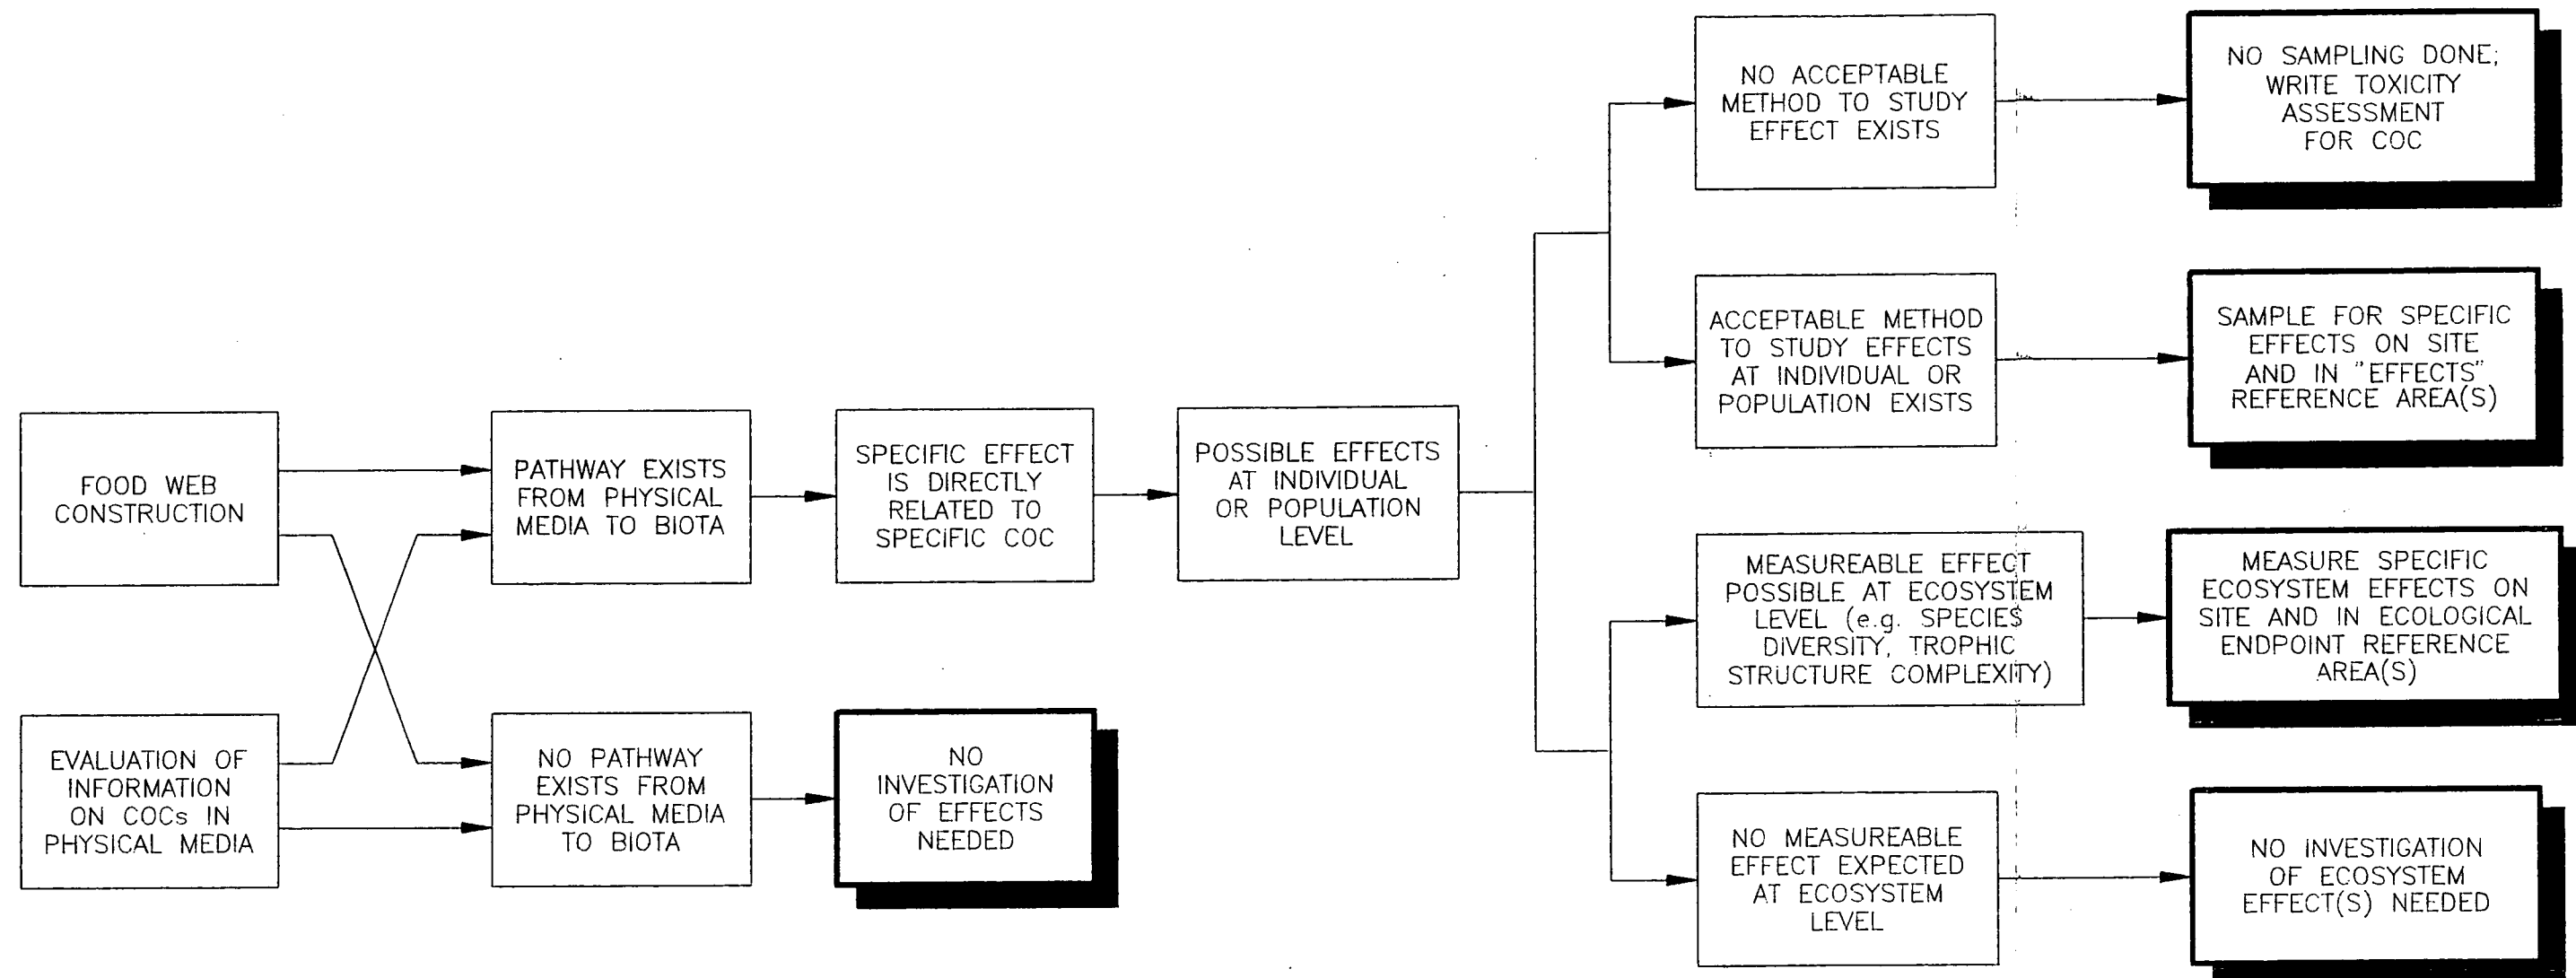 FOOD WEB
CONSTRUCTION
EVALUATION OF
INFORMATION
ON COCs IN
PHYSICAL MEDIA
PATHWAY EXISTS
FROM PHYSICAL
MEDIA TO BIOTA
NO PATHWAY
EXISTS FROM
PHYSICAL MEDIA
TO BIOTA
SPECIFIC EFFECT
IS DIRECTLY
RELATED TO
SPECIFIC COC
NO
INVESTIGATION
OF EFFECTS
NEEDED
POSSIBLE EFFECTS
AT INDIVIDUAL
OR POPULATION
LEVEL
NO ACCEPTABLE
METHOD TO STUDY
EFFECT EXISTS
NO SAMPLING DONE;
WRITE TOXICITY
ASSESSMENT
FOR COC
ACCEPTABLE METHOD
TO STUDY EFFECTS
AT INDIVIDUAL OR
POPULATION EXISTS
SAMPLE FOR SPECIFIC
EFFECTS ON SITE
AND IN "EFFECTS"
REFERENCE AREA(S)
MEASUREABLE EFFECT
POSSIBLE AT ECOSYSTEM
LEVEL (e.g. SPECIES
DIVERSITY, TROPHIC
STRUCTURE COMPLEXITY)
MEASURE SPECIFIC
ECOSYSTEM EFFECTS ON
SITE AND IN ECOLOGICAL
ENDPOINT REFERENCE
AREA(S)
NO MEASUREABLE
EFFECT EXPECTED
AT ECOSYSTEM
LEVEL
NO INVESTIGATION
OF ECOSYSTEM
EFFECT(S) NEEDED